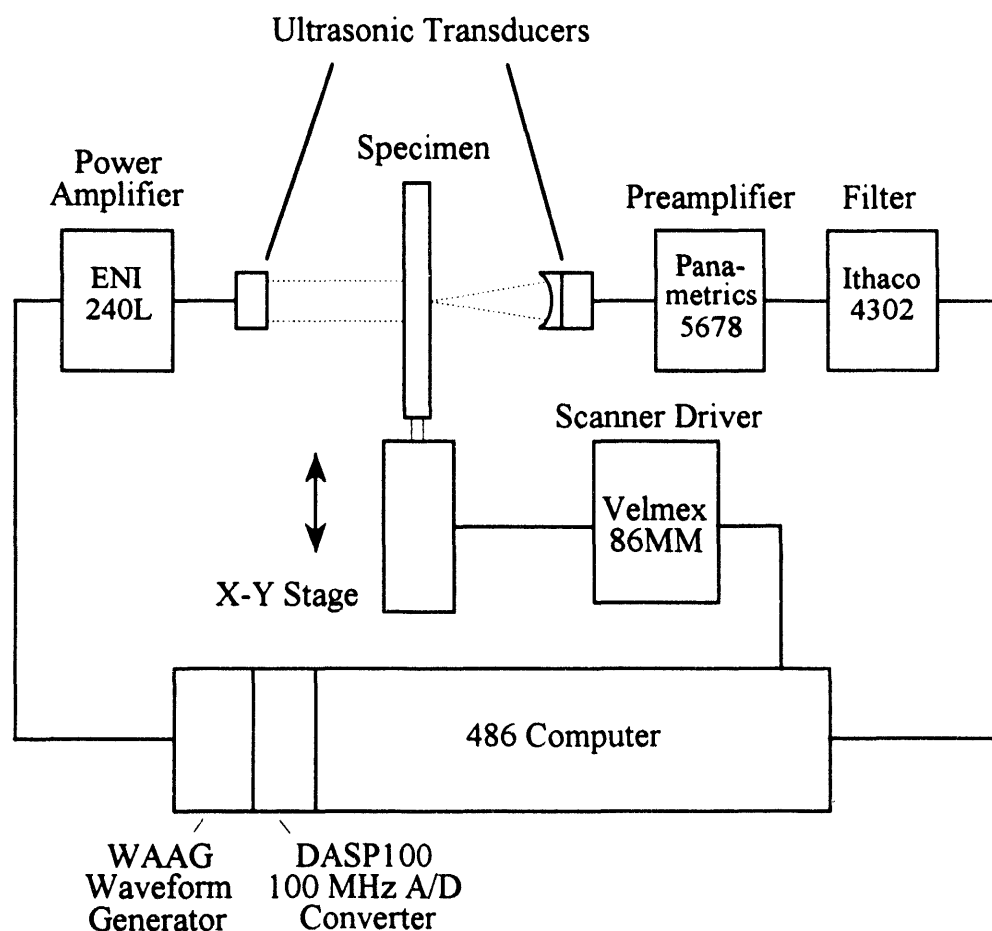 Ultrasonic Transducers
Specimen
Power
Amplifier
Preamplifier
Filter
ENI
240L
Pana-
metrics
5678
Ithaco
4302
Scanner Driver
Velmex
86MM
X-Y Stage
486 Computer
WAAG
Waveform
Generator
DASP100
100 MHz A/D
Converter